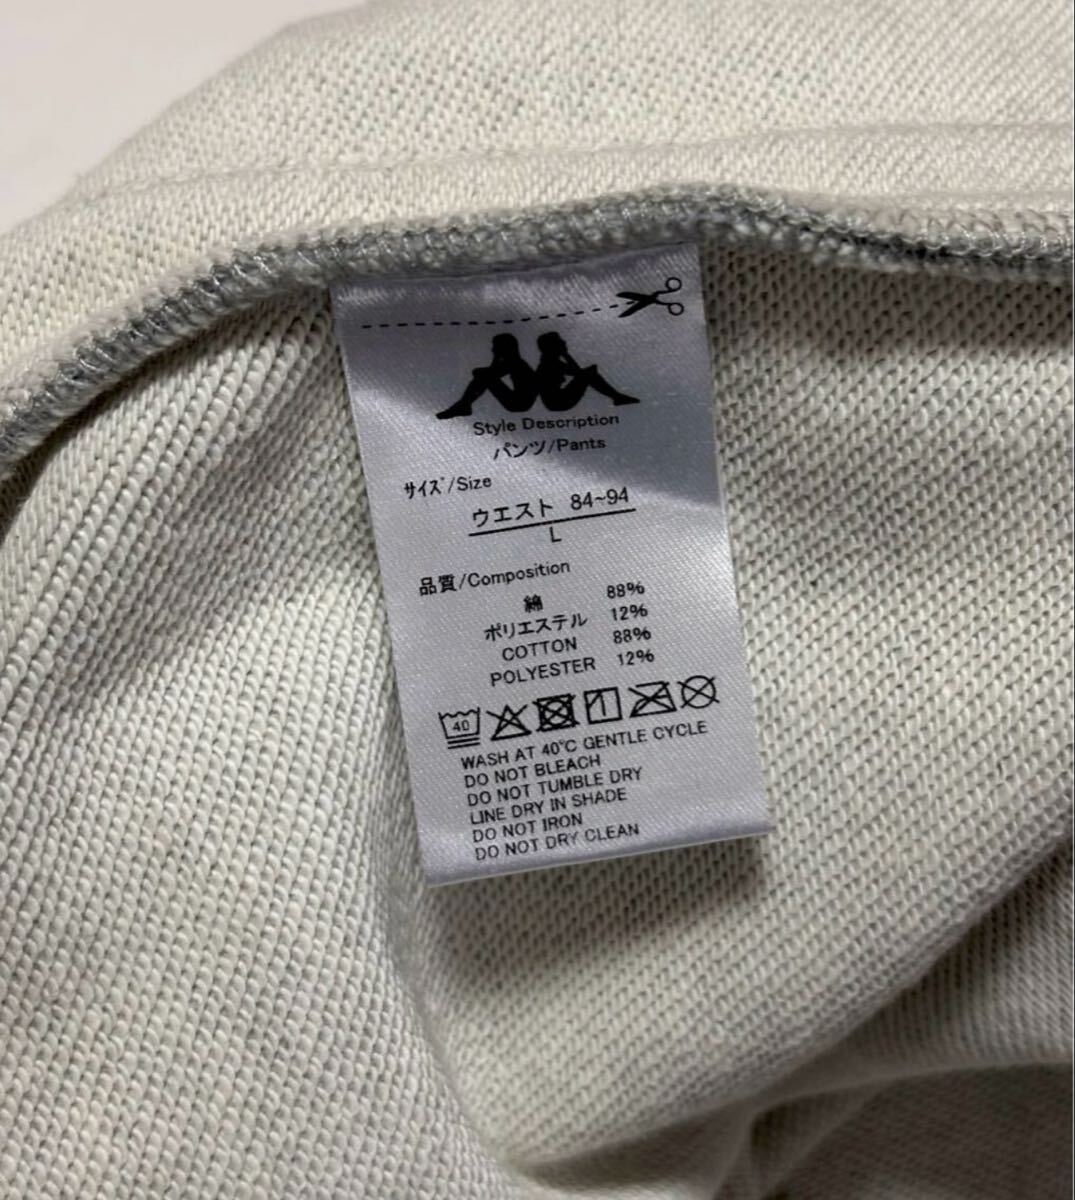 Style Description
パンツ/Pants
サイズ/Size
ウエスト 84~94
L
品質/Composition
綿 88%
ポリエステル 12%
COTTON 88%
POLYESTER 12%
40
WASH AT 40℃ GENTLE CYCLE
DO NOT BLEACH
DO NOT TUMBLE DRY
LINE DRY IN SHADE
DO NOT IRON
DO NOT DRY CLEAN